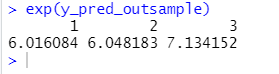 > exp(y_pred_outsample)
1 2 3
6.016084 6.048183 7.134152
>